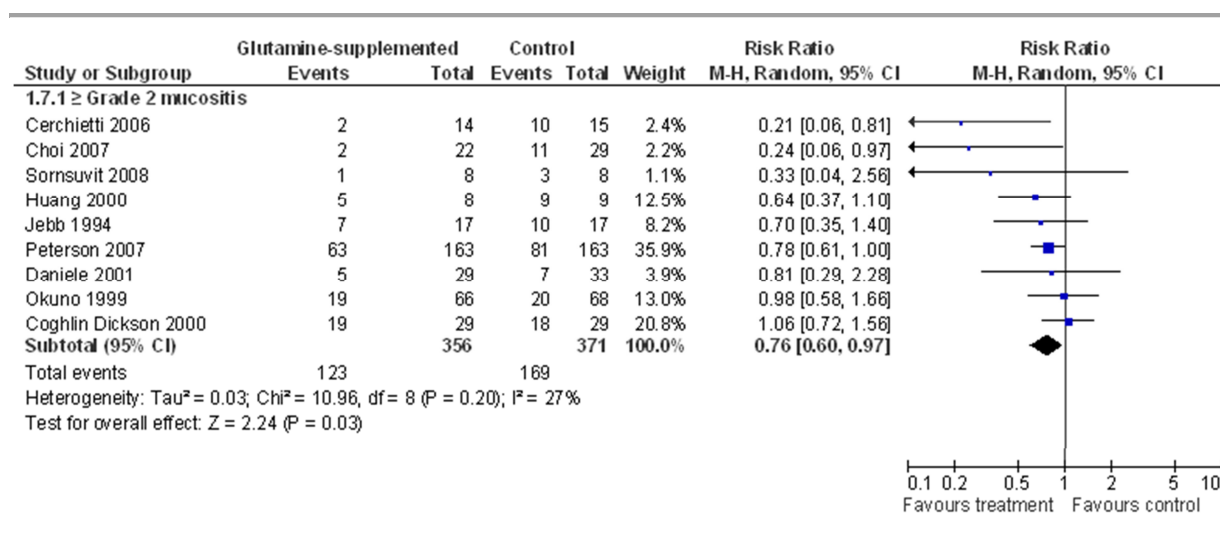 Glutamine-supplemented Control Risk Ratio Risk Ratio
Study or Subgroup Events Total Events Total Weight M-H, Random, 95% CI M-H, Random, 95% CI
1.7.1 ≥ Grade 2 mucositis
Cerchietti 2006 2 14 10 15 2.4% 0.21 [0.06, 0.81]
Choi 2007 2 22 11 29 2.2% 0.24 [0.06, 0.97]
Sornsuvit 2008 1 8 3 8 1.1% 0.33 [0.04, 2.56]
Huang 2000 5 8 9 9 12.5% 0.64 [0.37, 1.10]
Jebb 1994 7 17 10 17 8.2% 0.70 [0.35, 1.40]
Peterson 2007 63 163 81 163 35.9% 0.78 [0.61, 1.00]
Daniele 2001 5 29 7 33 3.9% 0.81 [0.29, 2.28]
Okuno 1999 19 66 20 68 13.0% 0.98 [0.58, 1.66]
Coghlin Dickson 2000 19 29 18 29 20.8% 1.06 [0.72, 1.56]
Subtotal (95% CI) 356 371 100.0% 0.76 [0.60, 0.97]
Total events 123 169
Heterogeneity: Tau² = 0.03; Chi² = 10.96, df = 8 (P = 0.20); I² = 27%
Test for overall effect: Z = 2.24 (P = 0.03)
0.1 0.2 0.5 1 2 5 10
Favours treatment Favours control